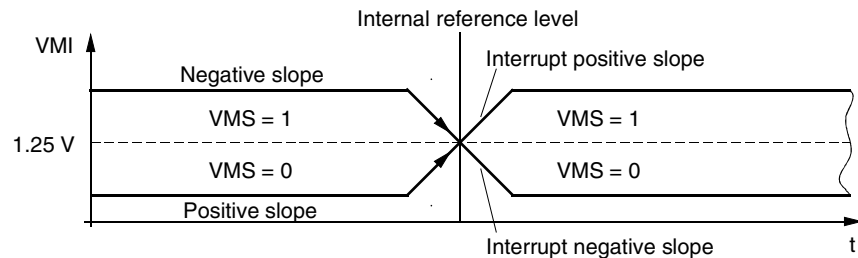 Internal reference level
VMI
Negative slope
Interrupt positive slope
VMS = 1
VMS = 1
1.25 V
VMS = 0
VMS = 0
Positive slope
Interrupt negative slope
t